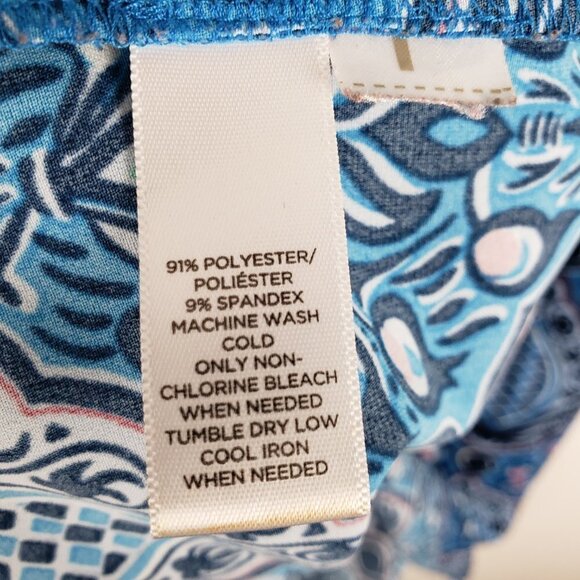 91% POLYESTER/
POLIÉSTER
9% SPANDEX
MACHINE WASH
COLD
ONLY NON-
CHLORINE BLEACH
WHEN NEEDED
TUMBLE DRY LOW
COOL IRON
WHEN NEEDED